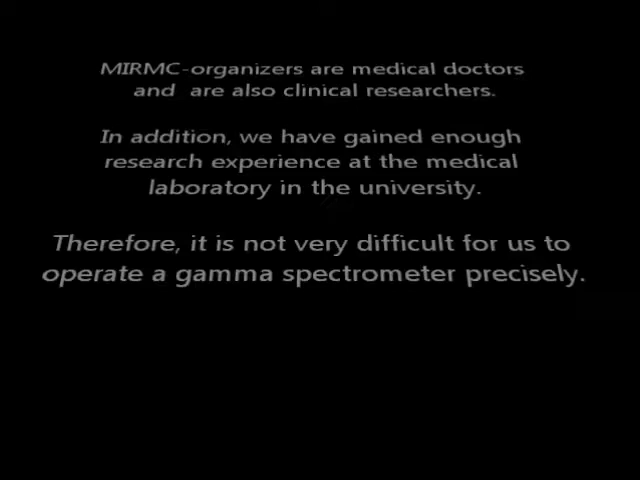 MIRMC-organizers are medical doctors
and are also clinical researchers.
In addition, we have gained enough
research experience at the medical
laboratory in the university.
Therefore, it is not very difficult for us to
operate a gamma spectrometer precisely.